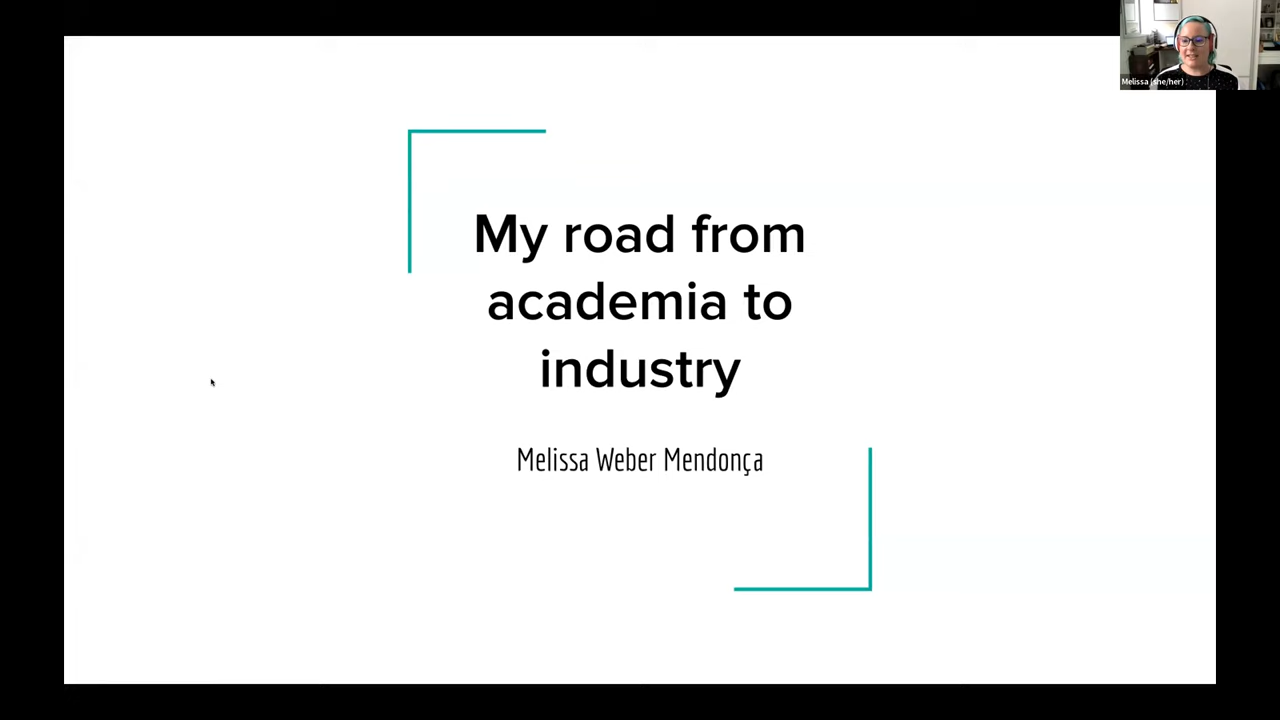 Melissa (she/her)
My road from
academia to
industry
Melissa Weber Mendonça